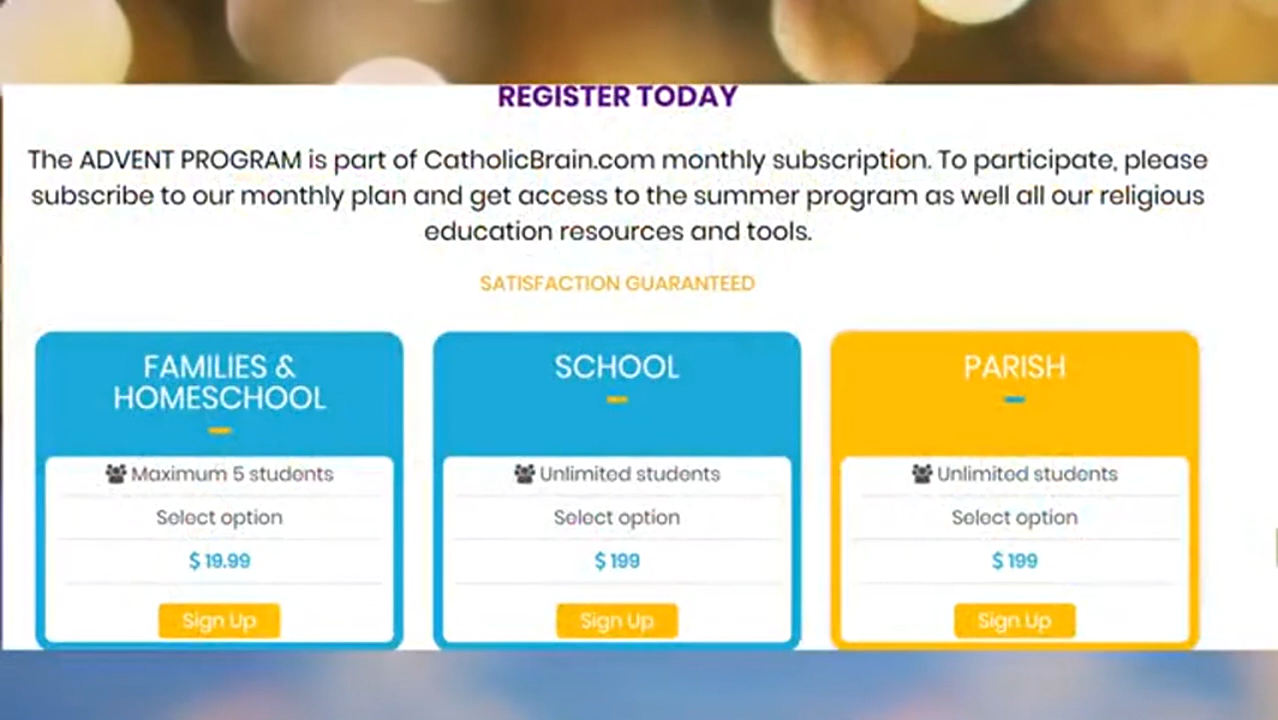 REGISTER TODAY
The ADVENT PROGRAM is part of CatholicBrain.com monthly subscription. To participate, please
subscribe to our monthly plan and get access to the summer program as well all our religious
education resources and tools.
SATISFACTION GUARANTEED
FAMILIES &
HOMESCHOOL
Maximum 5 students
Select option
$ 19.99
Sign Up
SCHOOL
Unlimited students
Select option
$ 199
Sign Up
PARISH
Unlimited students
Select option
$ 199
Sign Up